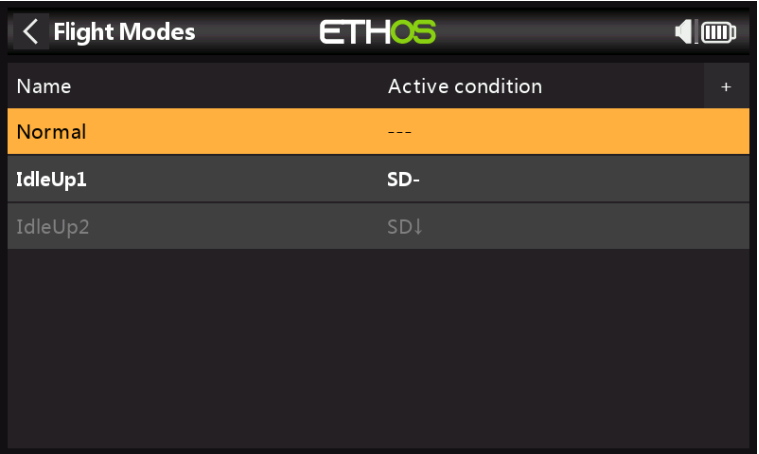 Flight Modes ETHOS
Name Active condition +
Normal ---
IdleUp1 SD-
IdleUp2 SD↓